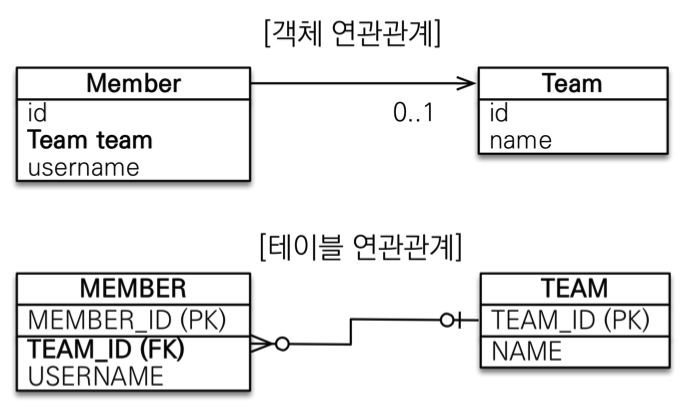 [객체 연관관계]
Member
id
Team team
username
0..1
Team
id
name
[테이블 연관관계]
MEMBER
MEMBER_ID (PK)
TEAM_ID (FK)
USERNAME
TEAM
TEAM_ID (PK)
NAME